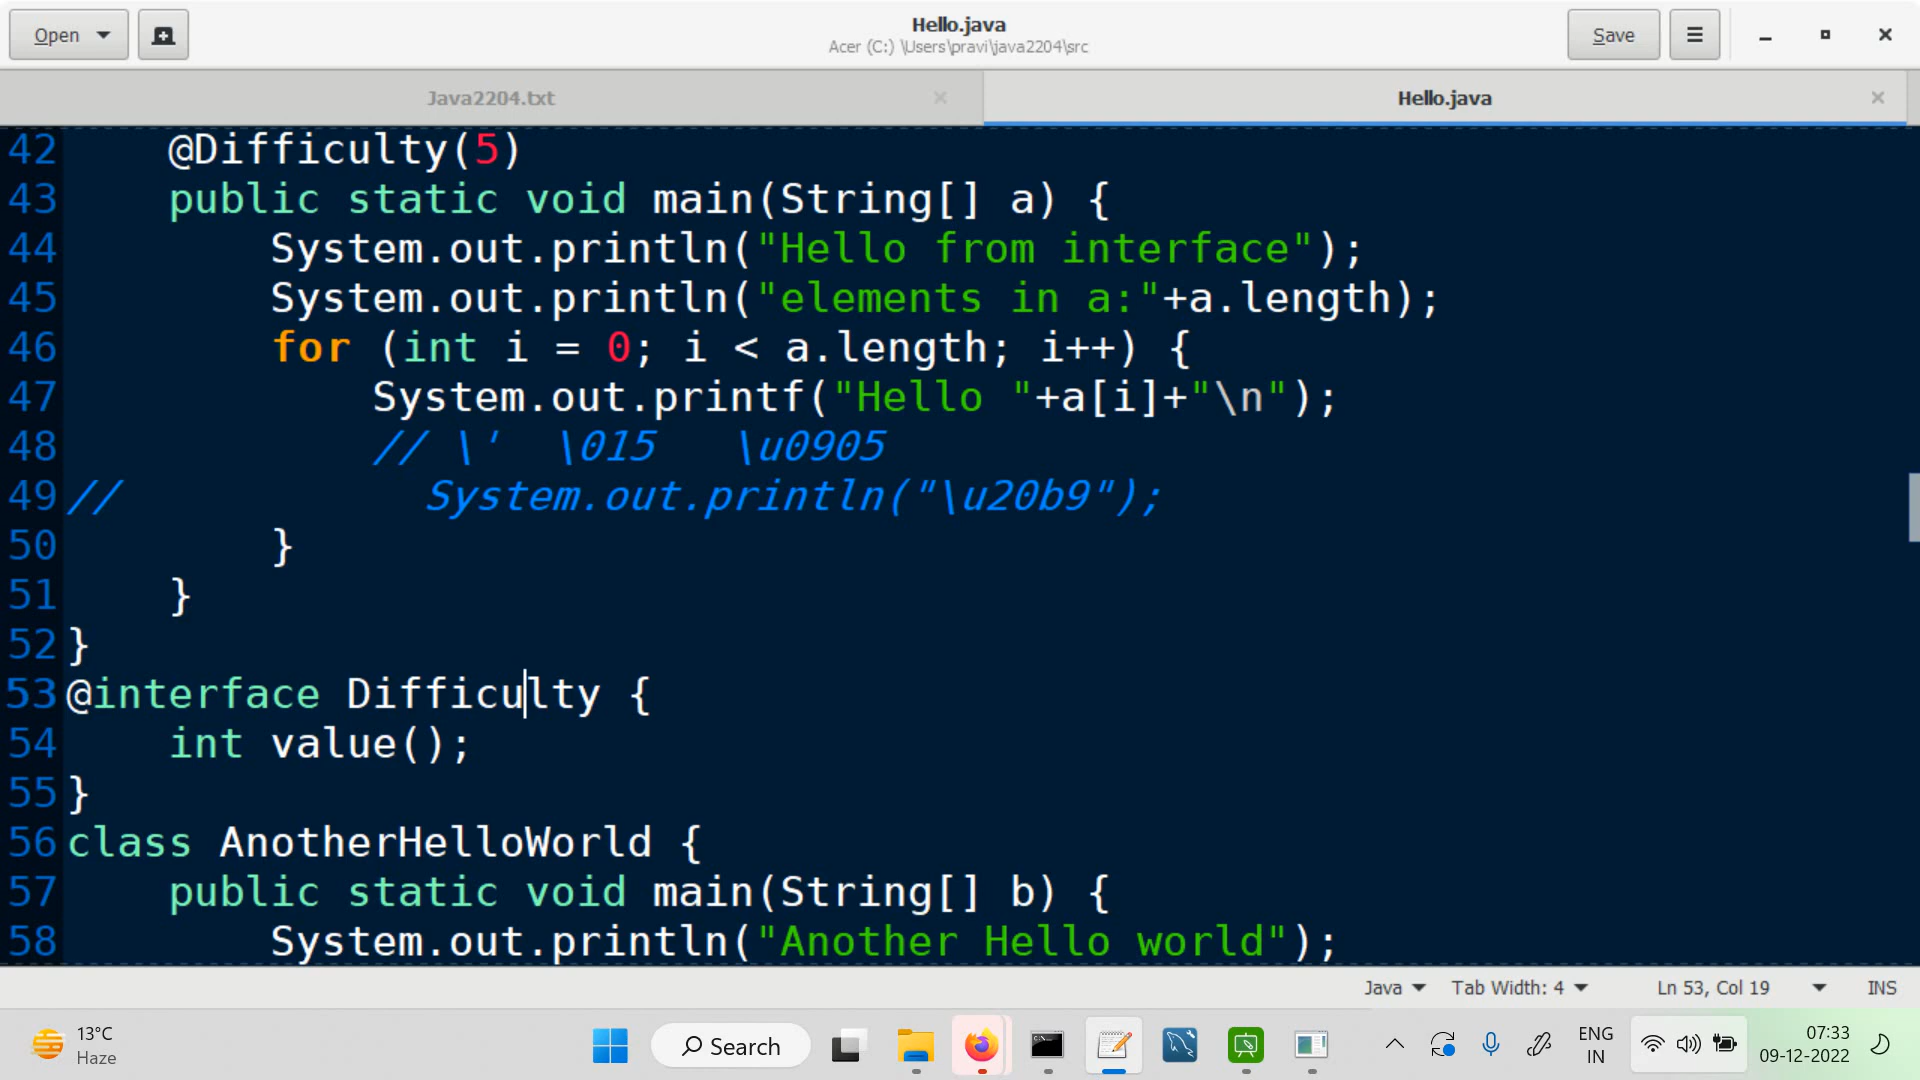 Open
Hello.java
Acer (C:) \Users\pravi\java2204\src
Save
Java2204.txt
Hello.java
42 @Difficulty(5)
43 public static void main(String[] a) {
44 System.out.println("Hello from interface");
45 System.out.println("elements in a:"+a.length);
46 for (int i = 0; i < a.length; i++) {
47 System.out.printf("Hello "+a[i]+"\n");
48 // \' \015 \u0905
49 // System.out.println("\u20b9");
50 }
51 }
52 }
53 @interface Difficulty {
54 int value();
55 }
56 class AnotherHelloWorld {
57 public static void main(String[] b) {
58 System.out.println("Another Hello world");
Java Tab Width: 4 Ln 53, Col 19 INS
13°C
Haze
Search
ENG
IN
07:33
09-12-2022